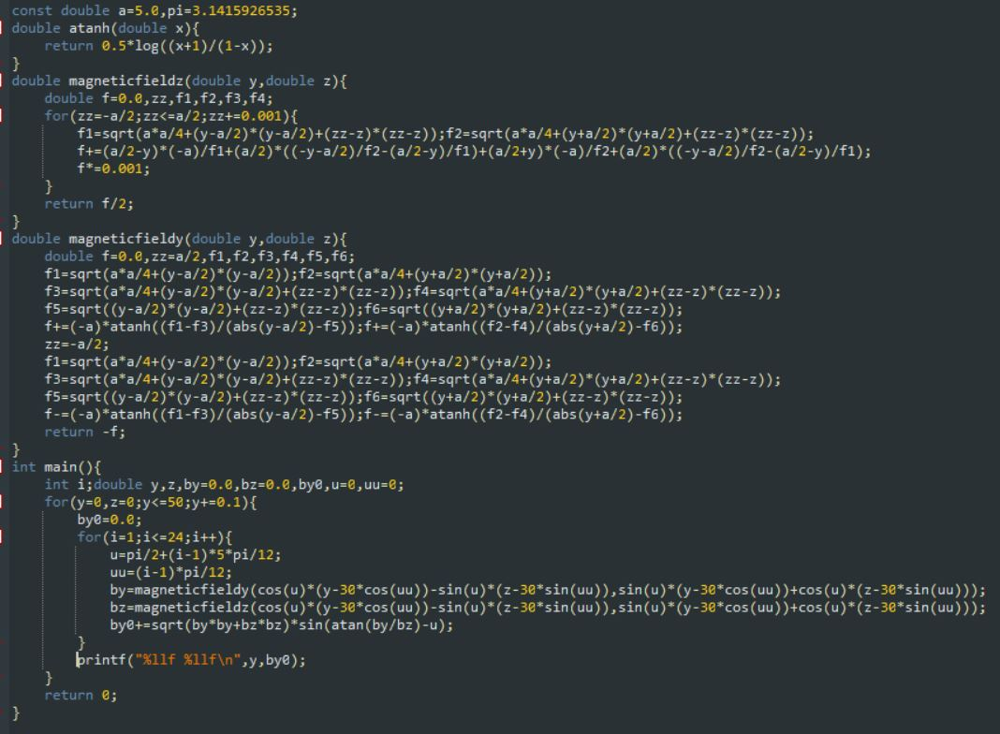 const double a=5.0,pi=3.1415926535;
double atanh(double x){
    return 0.5*log((x+1)/(1-x));
}
double magneticfieldz(double y,double z){
    double f=0.0,zz,f1,f2,f3,f4;
    for(zz=-a/2;zz<=a/2;zz+=0.001){
        f1=sqrt(a*a/4+(y-a/2)*(y-a/2)+(zz-z)*(zz-z));f2=sqrt(a*a/4+(y+a/2)*(y+a/2)+(zz-z)*(zz-z));
        f+=(a/2-y)*(-a)/f1+(a/2)*((-y-a/2)/f2-(a/2-y)/f1)+(a/2+y)*(-a)/f2+(a/2)*((-y-a/2)/f2-(a/2-y)/f1);
        f*=0.001;
    }
    return f/2;
}
double magneticfieldy(double y,double z){
    double f=0.0,zz=a/2,f1,f2,f3,f4,f5,f6;
    f1=sqrt(a*a/4+(y-a/2)*(y-a/2));f2=sqrt(a*a/4+(y+a/2)*(y+a/2));
    f3=sqrt(a*a/4+(y-a/2)*(y-a/2)+(zz-z)*(zz-z));f4=sqrt(a*a/4+(y+a/2)*(y+a/2)+(zz-z)*(zz-z));
    f5=sqrt((y-a/2)*(y-a/2)+(zz-z)*(zz-z));f6=sqrt((y+a/2)*(y+a/2)+(zz-z)*(zz-z));
    f+=(-a)*atanh((f1-f3)/(abs(y-a/2)-f5));f+=(-a)*atanh((f2-f4)/(abs(y+a/2)-f6));
    zz=-a/2;
    f1=sqrt(a*a/4+(y-a/2)*(y-a/2));f2=sqrt(a*a/4+(y+a/2)*(y+a/2));
    f3=sqrt(a*a/4+(y-a/2)*(y-a/2)+(zz-z)*(zz-z));f4=sqrt(a*a/4+(y+a/2)*(y+a/2)+(zz-z)*(zz-z));
    f5=sqrt((y-a/2)*(y-a/2)+(zz-z)*(zz-z));f6=sqrt((y+a/2)*(y+a/2)+(zz-z)*(zz-z));
    f-=(-a)*atanh((f1-f3)/(abs(y-a/2)-f5));f-=(-a)*atanh((f2-f4)/(abs(y+a/2)-f6));
    return -f;
}
int main(){
    int i;double y,z,by=0.0,bz=0.0,by0,u=0,uu=0;
    for(y=0,z=0;y<=50;y+=0.1){
        by0=0.0;
        for(i=1;i<=24;i++){
            u=pi/2+(i-1)*5*pi/12;
            uu=(i-1)*pi/12;
            by=magneticfieldy(cos(u)*(y-30*cos(uu))-sin(u)*(z-30*sin(uu)),sin(u)*(y-30*cos(uu))+cos(u)*(z-30*sin(uu)));
            bz=magneticfieldz(cos(u)*(y-30*cos(uu))-sin(u)*(z-30*sin(uu)),sin(u)*(y-30*cos(uu))+cos(u)*(z-30*sin(uu)));
            by0+=sqrt(by*by+bz*bz)*sin(atan(by/bz)-u);
        }
        printf("%llf %llf\n",y,by0);
    }
    return 0;
}